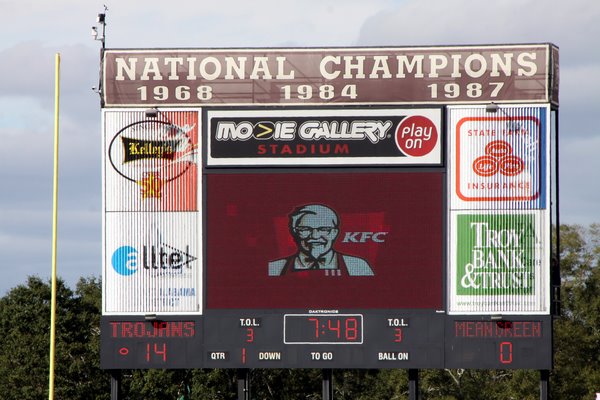 NATIONAL CHAMPIONS
1968 1984 1987
Kelley's
MOVIE GALLERY play on
STADIUM
STATE FARM
INSURANCE
KFC
alltel
TROY
BANK
& TRUST
DAKTRONICS
TROJANS T.O.L. 7:48 T.O.L. MEAN GREEN
14 3 3 0
QTR 1 DOWN TO GO BALL ON